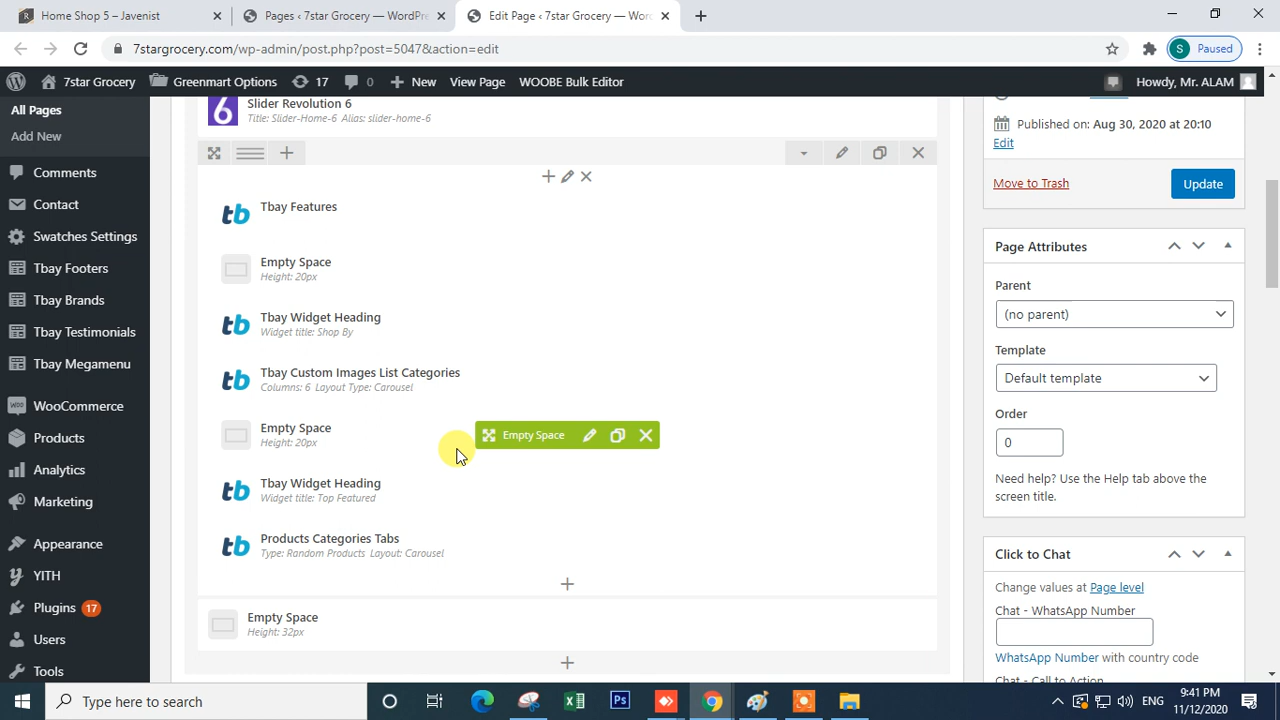 Home Shop 5 – Javenist
Pages ‹ 7star Grocery — WordPre
Edit Page ‹ 7star Grocery — Wor
7stargrocery.com/wp-admin/post.php?post=5047&action=edit
S Paused
7star Grocery
Greenmart Options
17
0
New
View Page
WOOBE Bulk Editor
Howdy, Mr. ALAM
All Pages
Add New
Comments
Contact
Swatches Settings
Tbay Footers
Tbay Brands
Tbay Testimonials
Tbay Megamenu
WooCommerce
Products
Analytics
Marketing
Appearance
YITH
Plugins 17
Users
Tools
6
Slider Revolution 6
Title: Slider-Home-6 Alias: slider-home-6
tb Tbay Features
Empty Space
Height: 20px
tb Tbay Widget Heading
Widget title: Shop By
tb Tbay Custom Images List Categories
Columns: 6 Layout Type: Carousel
Empty Space
Height: 20px
Empty Space
tb Tbay Widget Heading
Widget title: Top Featured
tb Products Categories Tabs
Type: Random Products Layout: Carousel
Empty Space
Height: 32px
Published on: Aug 30, 2020 at 20:10
Edit
Move to Trash
Update
Page Attributes
Parent
(no parent)
Template
Default template
Order
0
Need help? Use the Help tab above the
screen title.
Click to Chat
Change values at Page level
Chat - WhatsApp Number
WhatsApp Number with country code
Chat - Call to Action
Type here to search
Ps
ENG
9:41 PM
11/12/2020